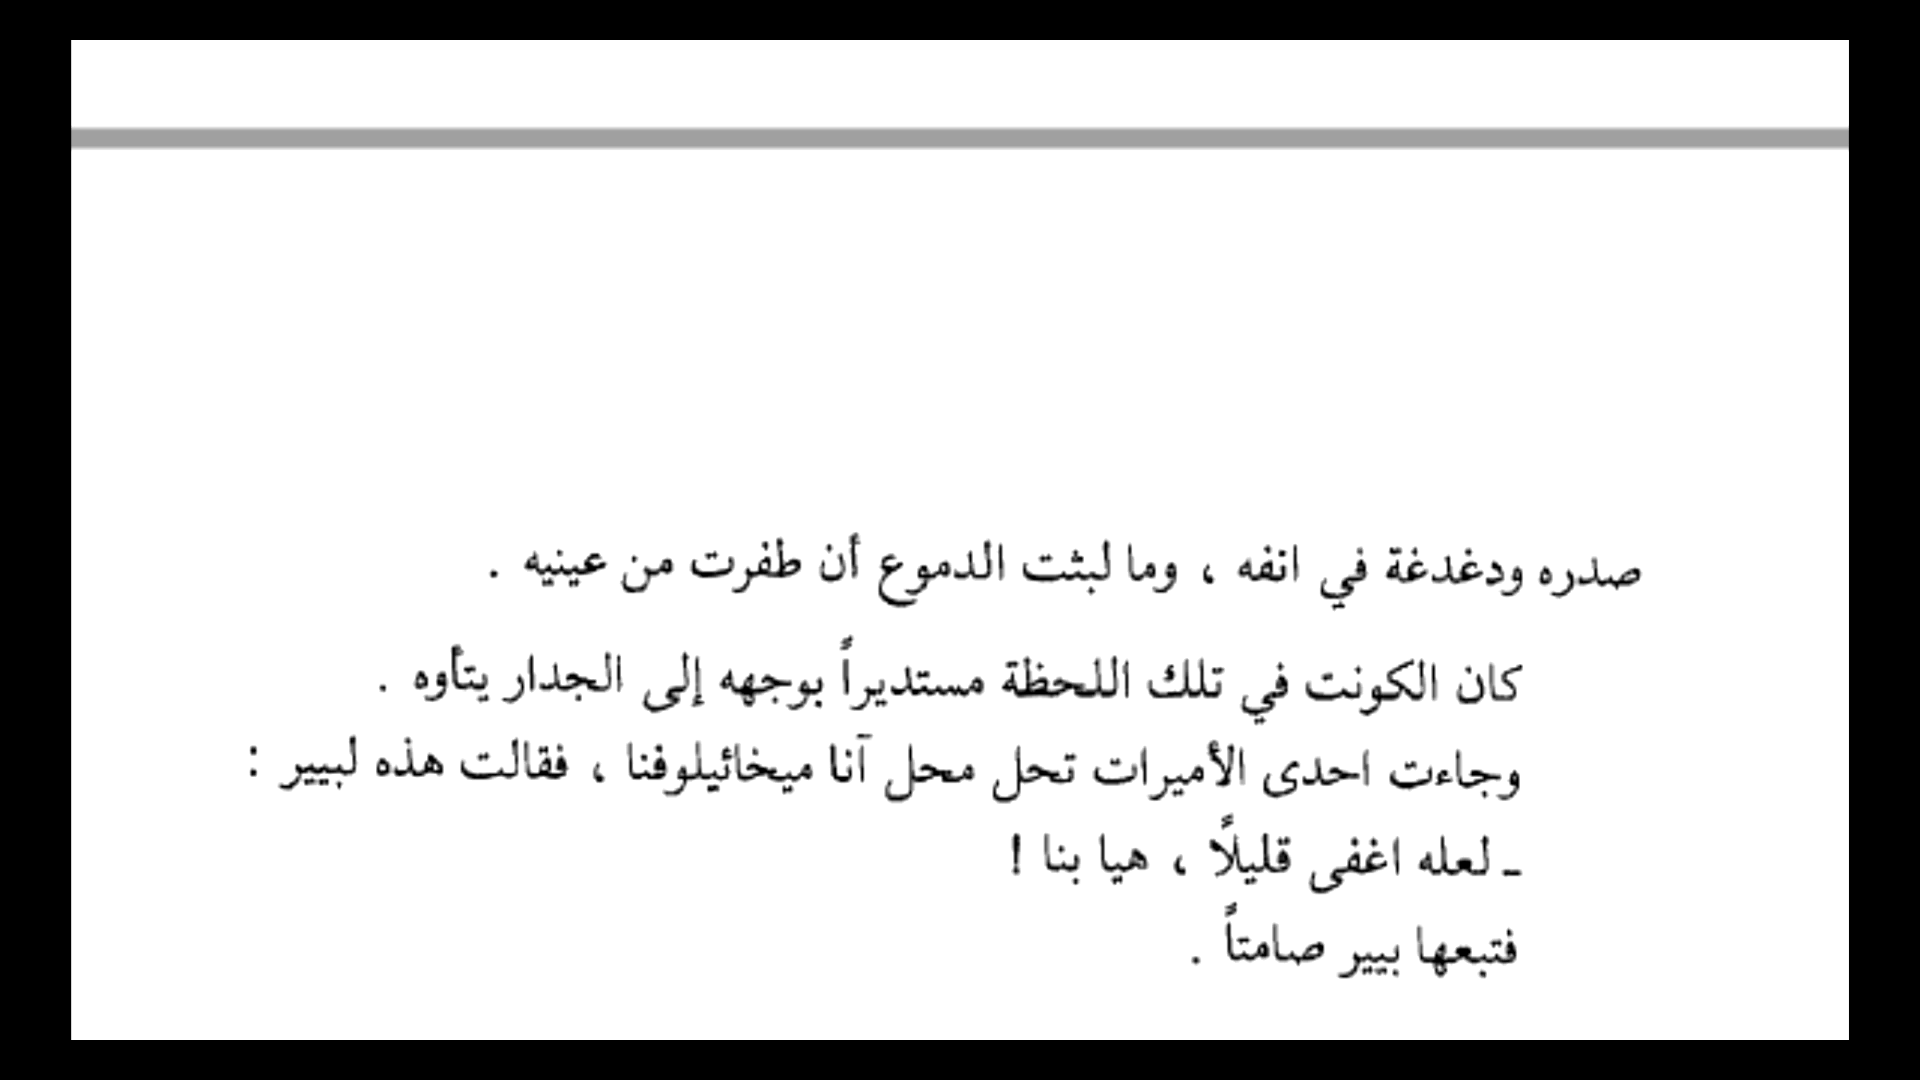 صدره ودغدغة في انفه ، وما لبثت الدموع أن طفرت من عينيه .
كان الكونت في تلك اللحظة مستديراً بوجهه إلى الجدار يتأوه .
وجاءت احدى الأميرات تحل محل آنا ميخائيلوفنا ، فقالت هذه لبيير :
ـ لعله اغفى قليلاً ، هيا بنا !
فتبعها بيير صامتاً .